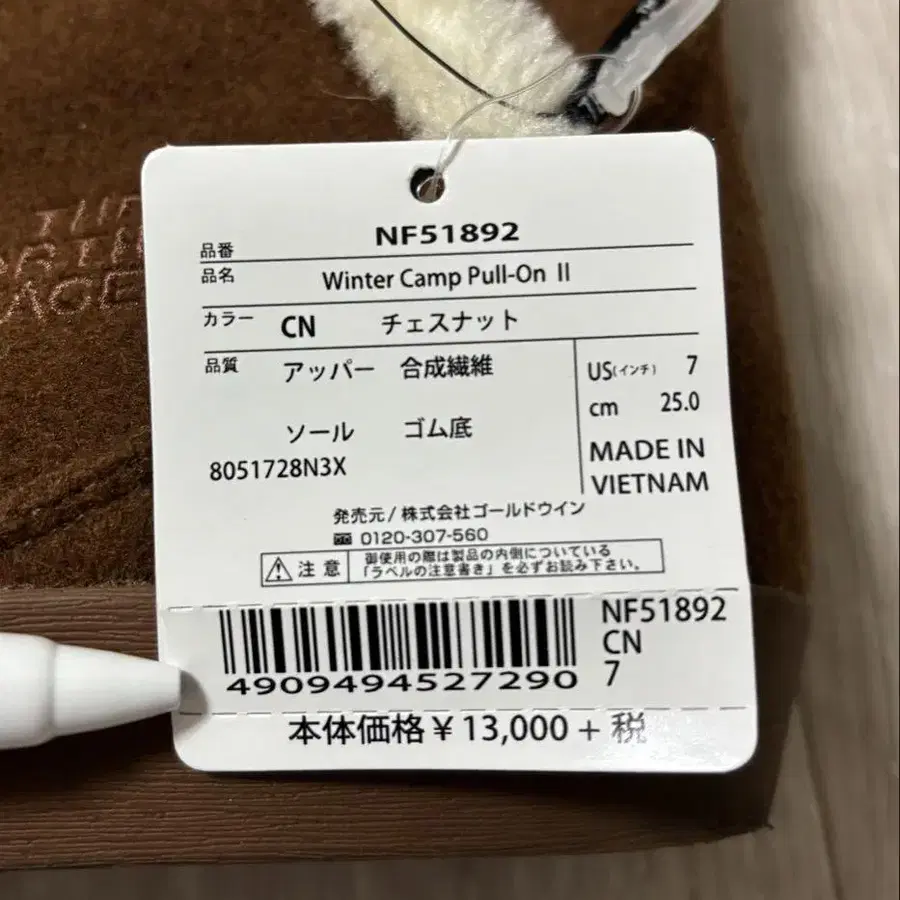 NF51892
品番
品名 Winter Camp Pull-On Ⅱ
カラー CN チェスナット
品質 アッパー 合成繊維
ソール ゴム底
8051728N3X
US(インチ) 7
cm 25.0
MADE IN
VIETNAM
発売元/株式会社ゴールドウイン
0120-307-560
注意 御使用の際は製品の内側についている
「ラベルの注意書き」を必ずお読み下さい。
4909494527290
NF51892
CN
7
本体価格¥13,000+税